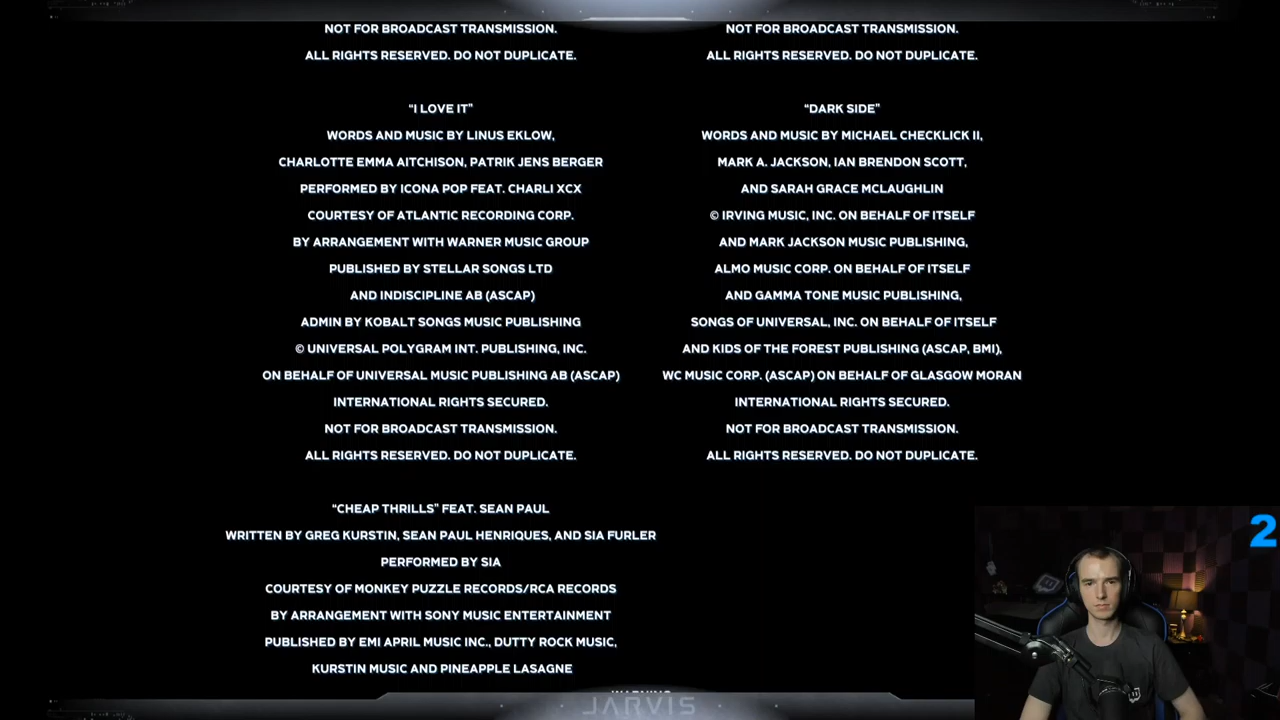 NOT FOR BROADCAST TRANSMISSION.
ALL RIGHTS RESERVED. DO NOT DUPLICATE.
“I LOVE IT”
WORDS AND MUSIC BY LINUS EKLOW,
CHARLOTTE EMMA AITCHISON, PATRIK JENS BERGER
PERFORMED BY ICONA POP FEAT. CHARLI XCX
COURTESY OF ATLANTIC RECORDING CORP.
BY ARRANGEMENT WITH WARNER MUSIC GROUP
PUBLISHED BY STELLAR SONGS LTD
AND INDISCIPLINE AB (ASCAP)
ADMIN BY KOBALT SONGS MUSIC PUBLISHING
© UNIVERSAL POLYGRAM INT. PUBLISHING, INC.
ON BEHALF OF UNIVERSAL MUSIC PUBLISHING AB (ASCAP)
INTERNATIONAL RIGHTS SECURED.
NOT FOR BROADCAST TRANSMISSION.
ALL RIGHTS RESERVED. DO NOT DUPLICATE.
“CHEAP THRILLS” FEAT. SEAN PAUL
WRITTEN BY GREG KURSTIN, SEAN PAUL HENRIQUES, AND SIA FURLER
PERFORMED BY SIA
COURTESY OF MONKEY PUZZLE RECORDS/RCA RECORDS
BY ARRANGEMENT WITH SONY MUSIC ENTERTAINMENT
PUBLISHED BY EMI APRIL MUSIC INC., DUTTY ROCK MUSIC,
KURSTIN MUSIC AND PINEAPPLE LASAGNE
NOT FOR BROADCAST TRANSMISSION.
ALL RIGHTS RESERVED. DO NOT DUPLICATE.
“DARK SIDE”
WORDS AND MUSIC BY MICHAEL CHECKLICK II,
MARK A. JACKSON, IAN BRENDON SCOTT,
AND SARAH GRACE MCLAUGHLIN
© IRVING MUSIC, INC. ON BEHALF OF ITSELF
AND MARK JACKSON MUSIC PUBLISHING,
ALMO MUSIC CORP. ON BEHALF OF ITSELF
AND GAMMA TONE MUSIC PUBLISHING,
SONGS OF UNIVERSAL, INC. ON BEHALF OF ITSELF
AND KIDS OF THE FOREST PUBLISHING (ASCAP, BMI),
WC MUSIC CORP. (ASCAP) ON BEHALF OF GLASGOW MORAN
INTERNATIONAL RIGHTS SECURED.
NOT FOR BROADCAST TRANSMISSION.
ALL RIGHTS RESERVED. DO NOT DUPLICATE.
2
JARVIS